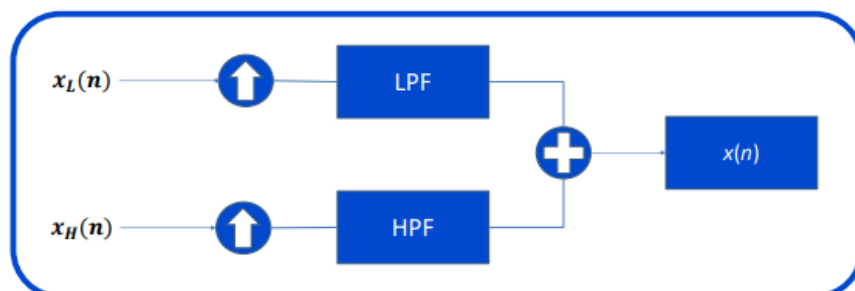 x_L(n)
LPF
x(n)
x_H(n)
HPF